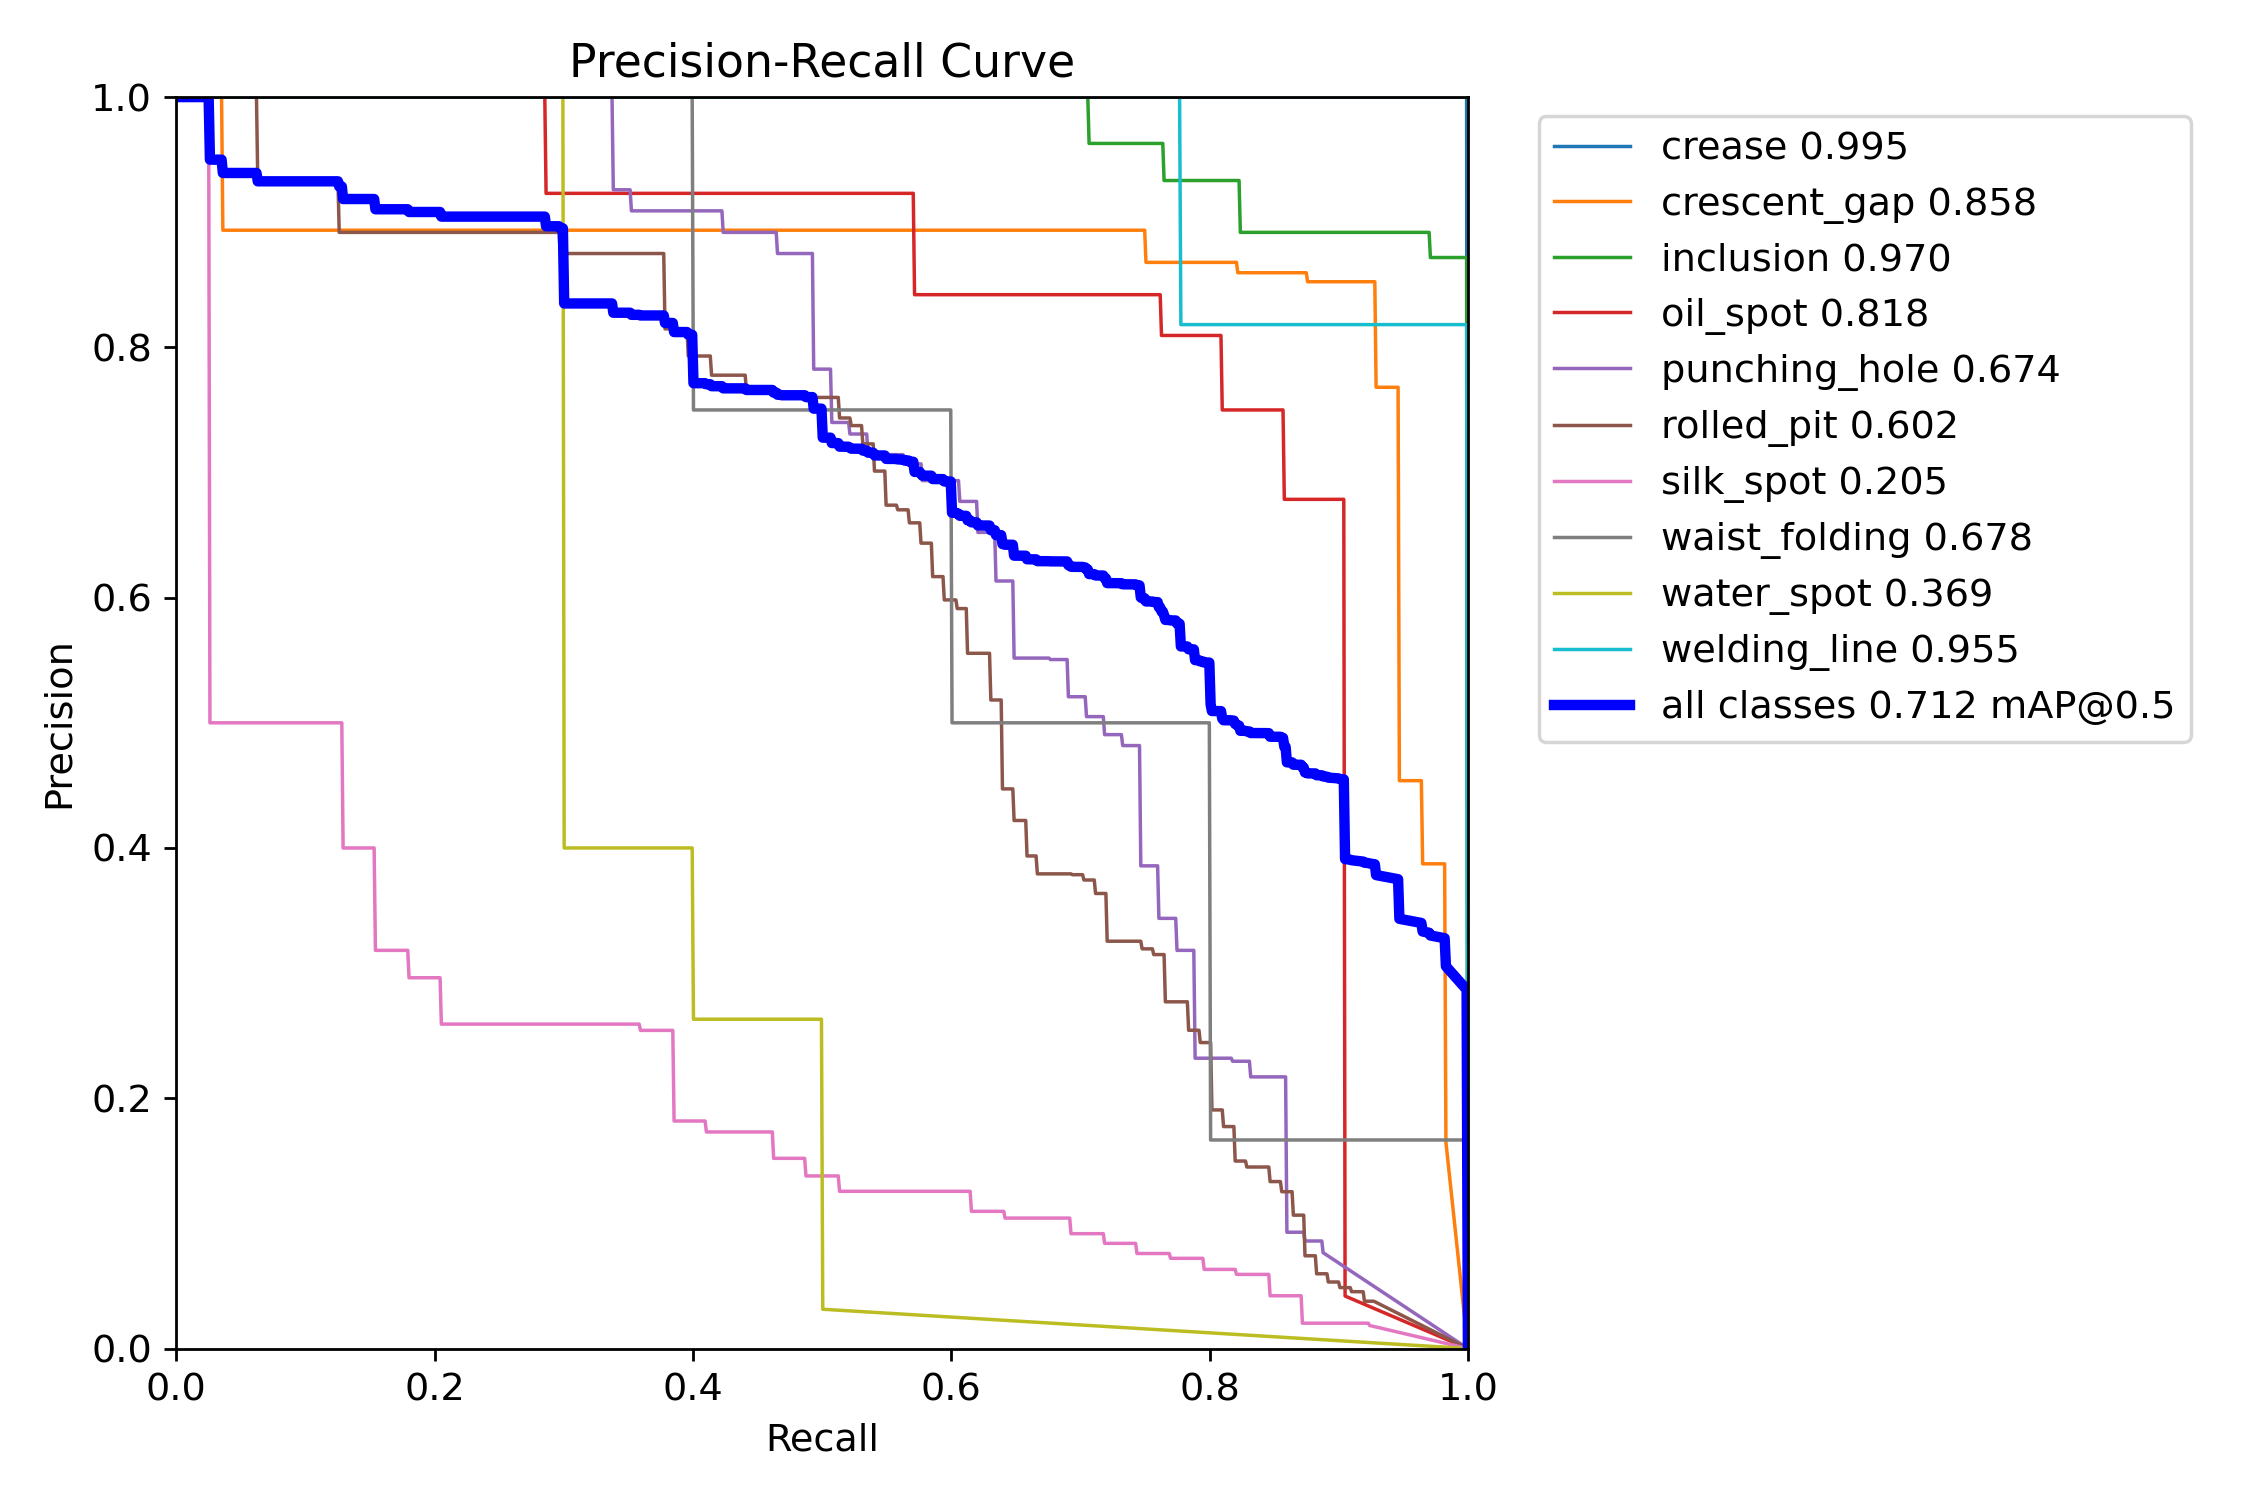 Precision-Recall Curve
1.0
0.8
0.6
0.4
0.2
0.0
Precision
0.0 0.2 0.4 0.6 0.8 1.0
Recall
crease 0.995
crescent_gap 0.858
inclusion 0.970
oil_spot 0.818
punching_hole 0.674
rolled_pit 0.602
silk_spot 0.205
waist_folding 0.678
water_spot 0.369
welding_line 0.955
all classes 0.712 mAP@0.5